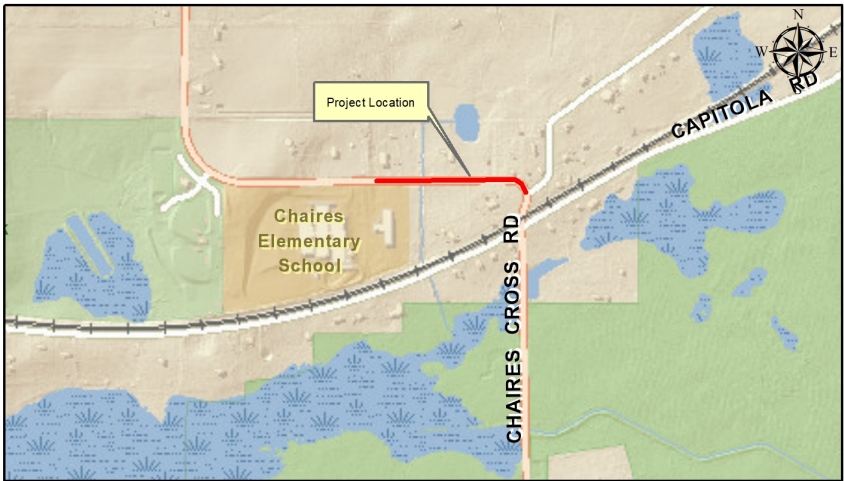 N
W
E
S
CAPITOLA RD
Project Location
Chaires
Elementary
School
CHAIRES CROSS RD